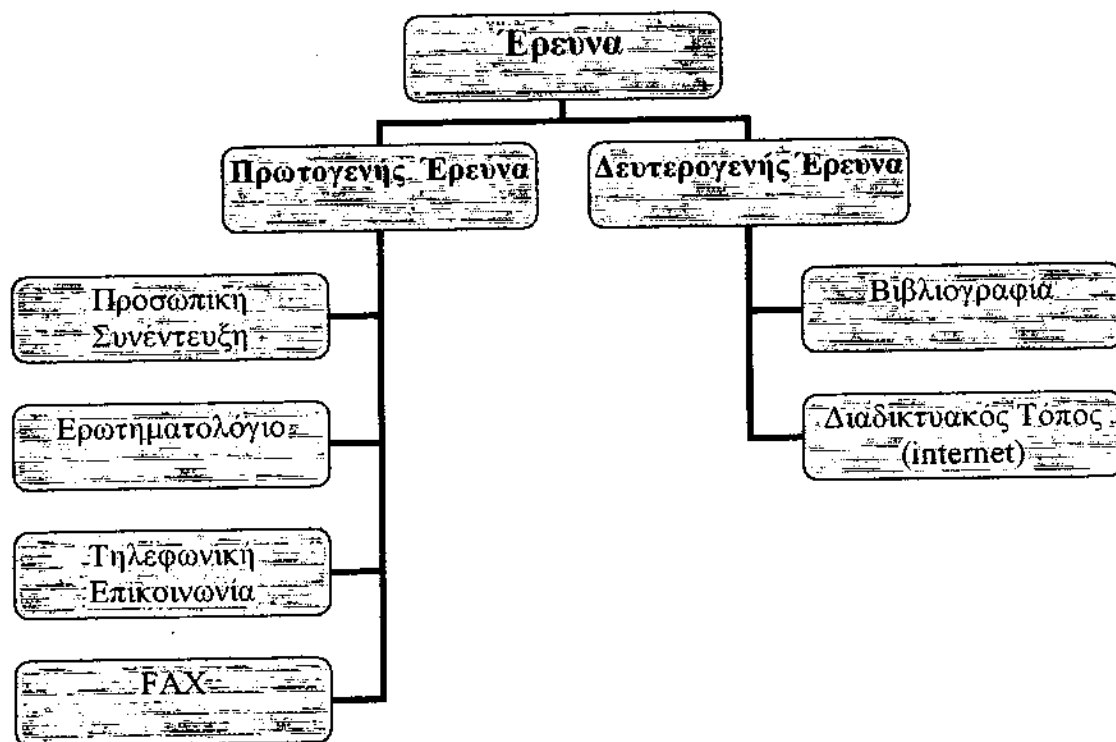 Έρευνα
Πρωτογενής Έρευνα
Δευτερογενής Έρευνα
Προσωπική
Συνέντευξη
Ερωτηματολόγιο
Τηλεφωνική
Επικοινωνία
FAX
Βιβλιογραφία
Διαδικτυακός Τόπος
(internet)